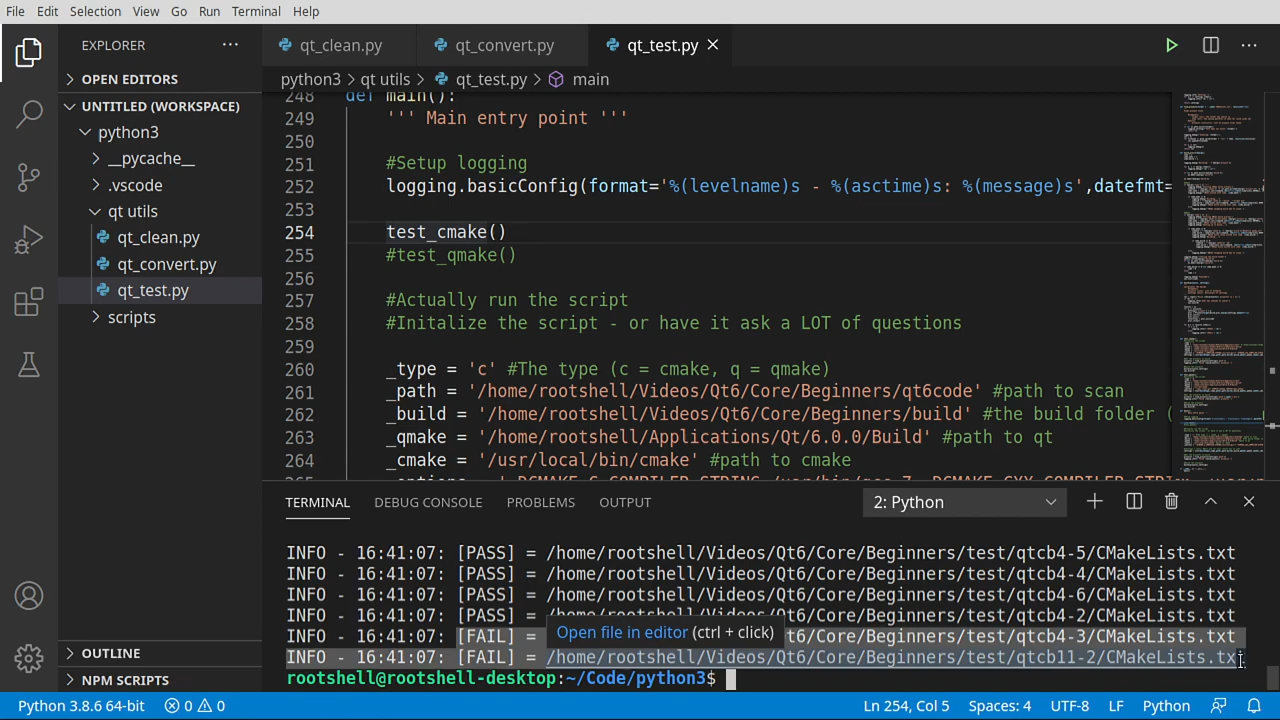 File Edit Selection View Go Run Terminal Help
EXPLORER
OPEN EDITORS
UNTITLED (WORKSPACE)
python3
__pycache__
.vscode
qt utils
qt_clean.py
qt_convert.py
qt_test.py
scripts
OUTLINE
NPM SCRIPTS
qt_clean.py qt_convert.py qt_test.py
python3 > qt utils > qt_test.py > main
248 def main():
249 ''' Main entry point '''
250
251 #Setup logging
252 logging.basicConfig(format='%(levelname)s - %(asctime)s: %(message)s',datefmt=
253
254 test_cmake()
255 #test_qmake()
256
257 #Actually run the script
258 #Initalize the script - or have it ask a LOT of questions
259
260 _type = 'c' #The type (c = cmake, q = qmake)
261 _path = '/home/rootshell/Videos/Qt6/Core/Beginners/qt6code' #path to scan
262 _build = '/home/rootshell/Videos/Qt6/Core/Beginners/build' #the build folder (
263 _qmake = '/home/rootshell/Applications/Qt/6.0.0/Build' #path to qt
264 _cmake = '/usr/local/bin/cmake' #path to cmake
TERMINAL DEBUG CONSOLE PROBLEMS OUTPUT 2: Python
INFO - 16:41:07: [PASS] = /home/rootshell/Videos/Qt6/Core/Beginners/test/qtcb4-5/CMakeLists.txt
INFO - 16:41:07: [PASS] = /home/rootshell/Videos/Qt6/Core/Beginners/test/qtcb4-4/CMakeLists.txt
INFO - 16:41:07: [PASS] = /home/rootshell/Videos/Qt6/Core/Beginners/test/qtcb4-6/CMakeLists.txt
INFO - 16:41:07: [PASS] = /home/rootshell/Videos/Qt6/Core/Beginners/test/qtcb4-2/CMakeLists.txt
INFO - 16:41:07: [FAIL] = t6/Core/Beginners/test/qtcb4-3/CMakeLists.txt
Open file in editor (ctrl + click)
INFO - 16:41:07: [FAIL] = /home/rootshell/Videos/Qt6/Core/Beginners/test/qtcb11-2/CMakeLists.txt
rootshell@rootshell-desktop:~/Code/python3$
Python 3.8.6 64-bit 0 0 Ln 254, Col 5 Spaces: 4 UTF-8 LF Python